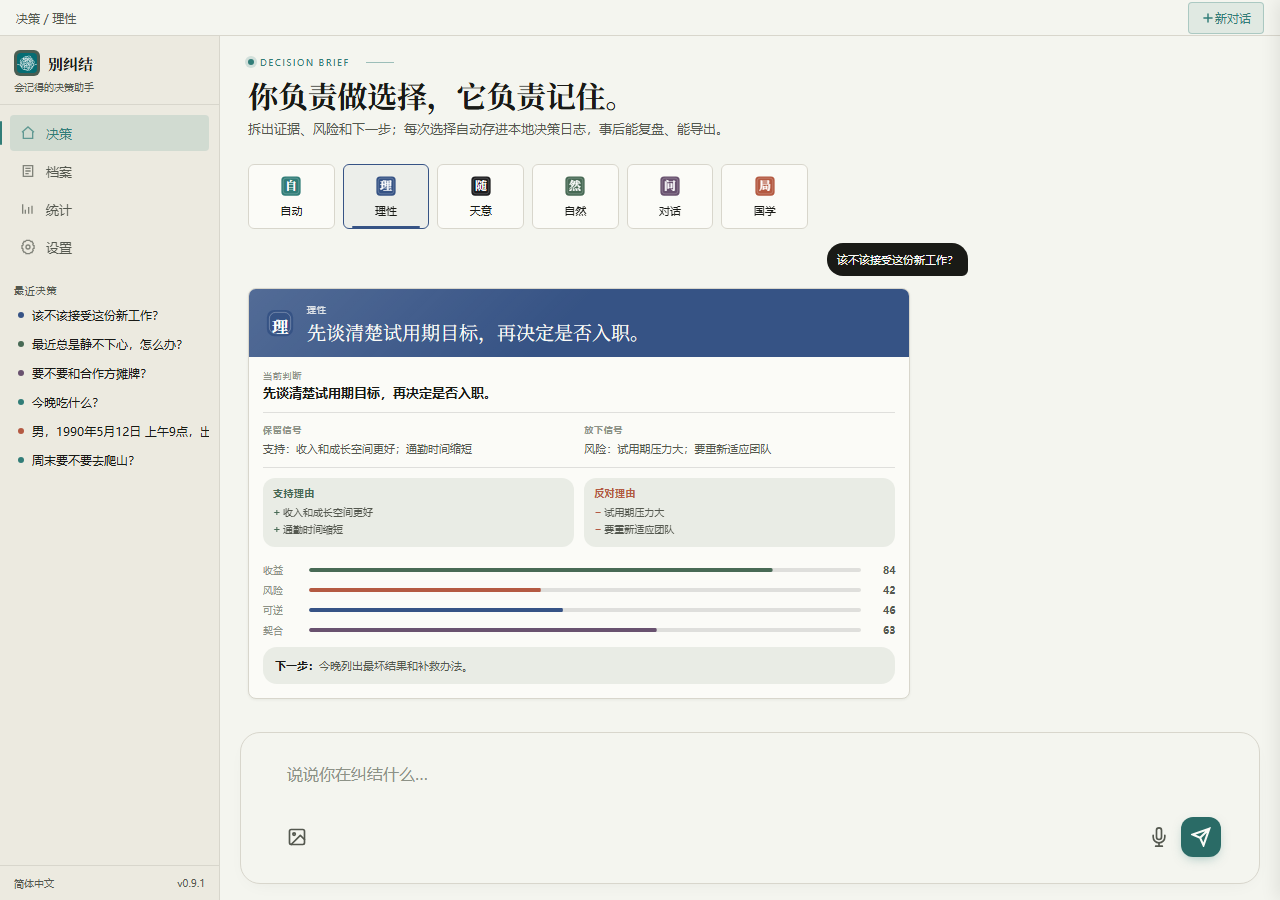 决策 / 理性
+新对话
别纠结
会记得的决策助手
决策
档案
统计
设置
最近决策
该不该接受这份新工作？
最近总是静不下心，怎么办？
要不要和合作方摊牌？
今晚吃什么？
男，1990年5月12日 上午9点，出
周末要不要去爬山？
简体中文
v0.9.1
DECISION BRIEF
你负责做选择，它负责记住。
拆出证据、风险和下一步；每次选择自动存进本地决策日志，事后能复盘、能导出。
自
自动
理
理性
随
天意
然
自然
问
对话
局
国学
该不该接受这份新工作？
理
理性
先谈清楚试用期目标，再决定是否入职。
当前判断
先谈清楚试用期目标，再决定是否入职。
保留信号
支持：收入和成长空间更好；通勤时间缩短
放下信号
风险：试用期压力大；要重新适应团队
支持理由
+ 收入和成长空间更好
+ 通勤时间缩短
反对理由
− 试用期压力大
− 要重新适应团队
收益 84
风险 42
可逆 46
契合 63
下一步：今晚列出最坏结果和补救办法。
说说你在纠结什么...